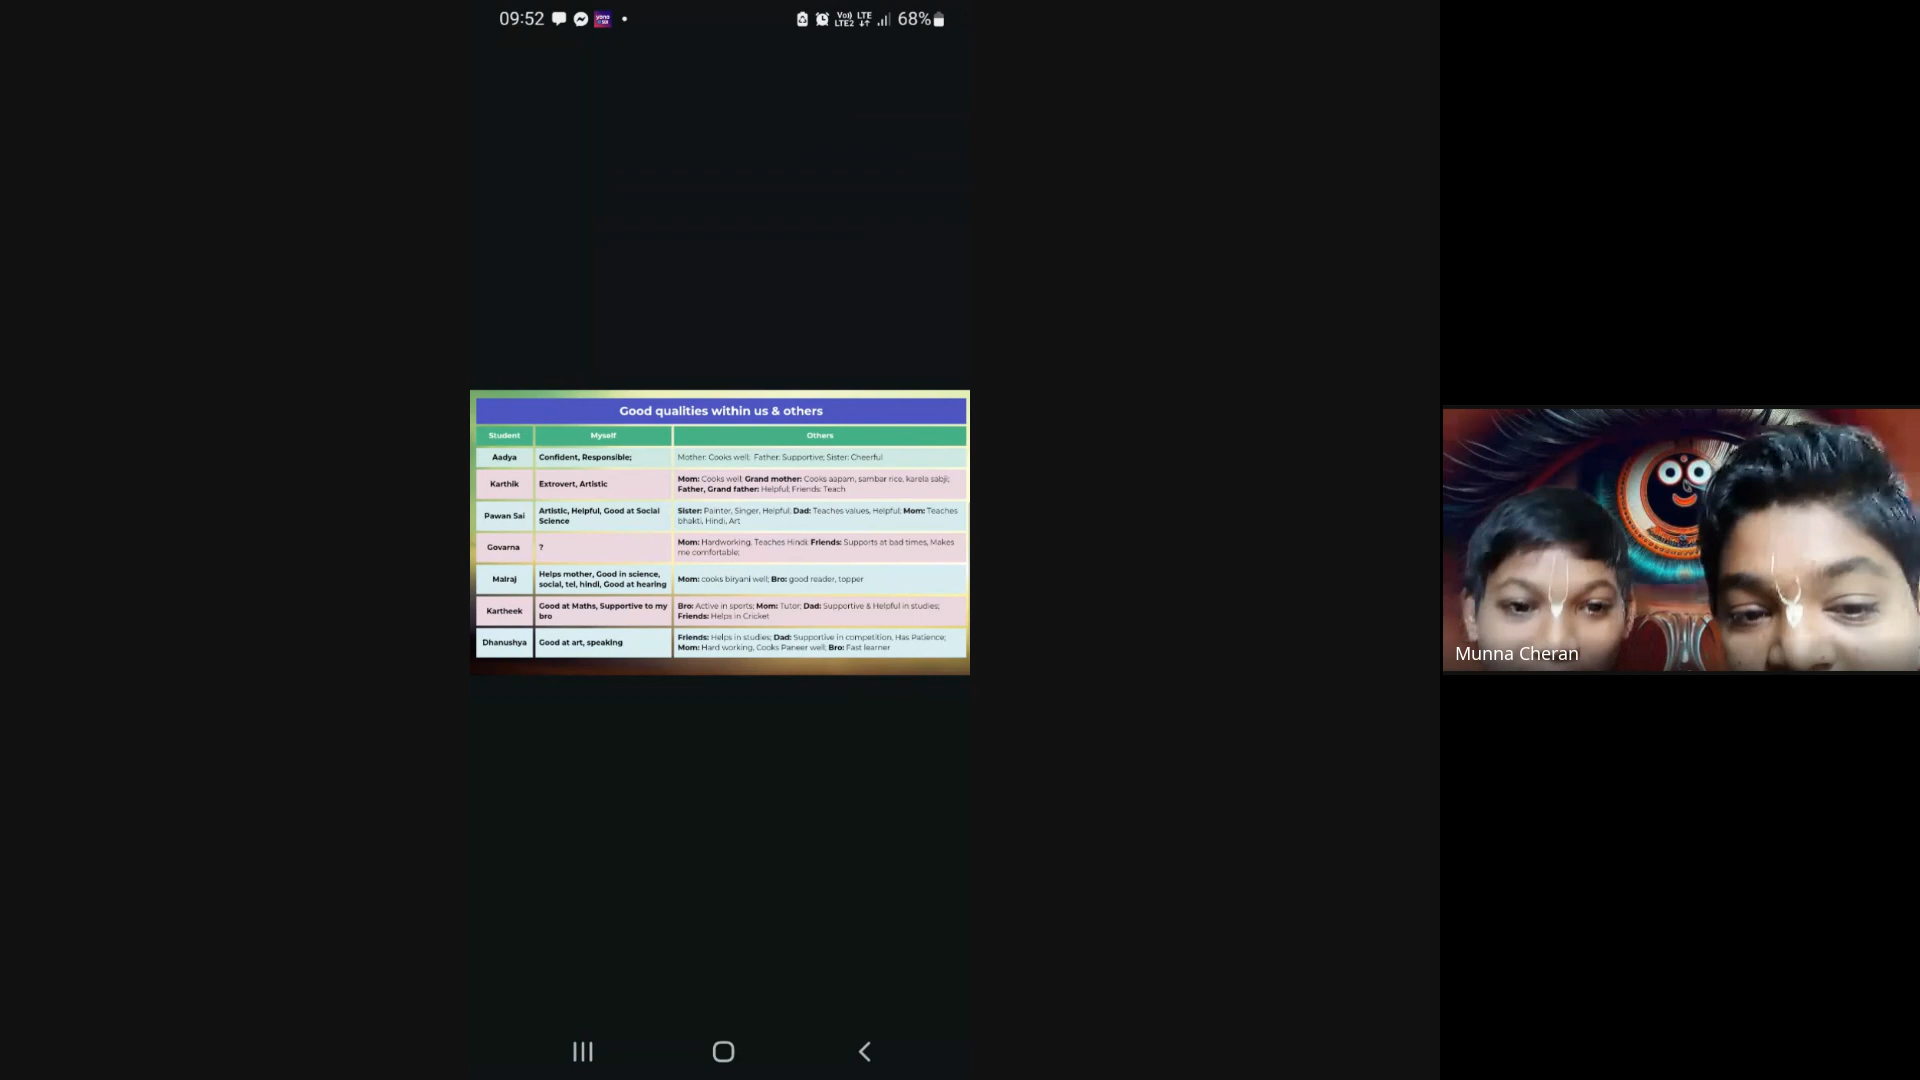 09:52
Vo) LTE
LTE2
68%
Good qualities within us & others
Student Myself Others
Aadya Confident, Responsible; Mother: Cooks well; Father: Supportive; Sister: Cheerful
Karthik Extrovert, Artistic Mom: Cooks well; Grand mother: Cooks aapam, sambar rice, karela sabji;
Father, Grand father: Helpful; Friends: Teach
Pawan Sai Artistic, Helpful, Good at Social Sister: Painter, Singer, Helpful; Dad: Teaches values, Helpful; Mom: Teaches
Science bhakti, Hindi, Art
Govarna ? Mom: Hardworking, Teaches Hindi; Friends: Supports at bad times, Makes
me comfortable;
Malraj Helps mother, Good in science, Mom: cooks biryani well; Bro: good reader, topper
social, tel, hindi, Good at hearing
Kartheek Good at Maths, Supportive to my Bro: Active in sports; Mom: Tutor; Dad: Supportive & Helpful in studies;
bro Friends: Helps in Cricket
Dhanushya Good at art, speaking Friends: Helps in studies; Dad: Supportive in competition, Has Patience;
Mom: Hard working, Cooks Paneer well; Bro: Fast learner
Munna Cheran